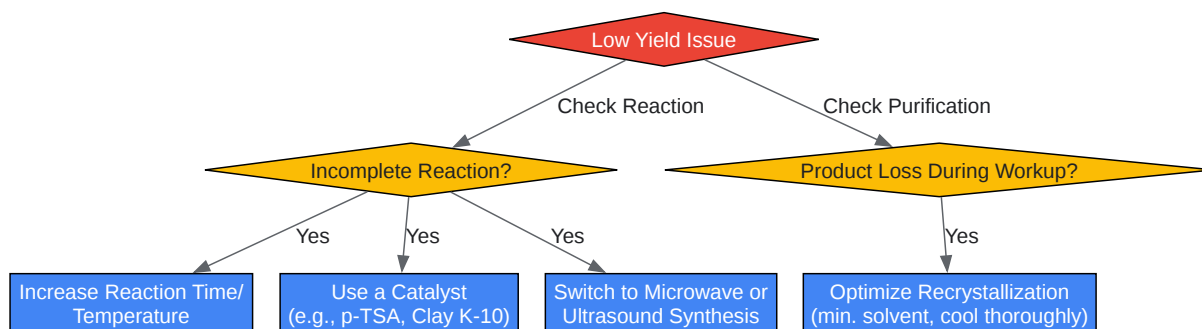 Low Yield Issue
Check Reaction
Check Purification
Incomplete Reaction?
Product Loss During Workup?
Yes
Yes
Yes
Yes
Increase Reaction Time/
Temperature
Use a Catalyst
(e.g., p-TSA, Clay K-10)
Switch to Microwave or
Ultrasound Synthesis
Optimize Recrystallization
(min. solvent, cool thoroughly)